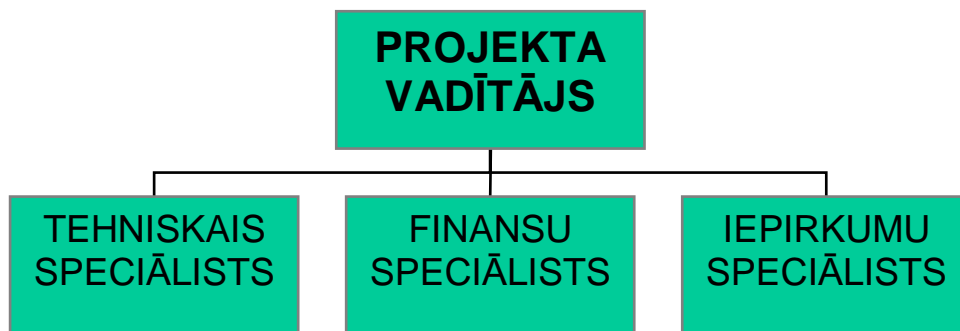 PROJEKTA
VADĪTĀJS
TEHNISKAIS
SPECIĀLISTS
FINANSU
SPECIĀLISTS
IEPIRKUMU
SPECIĀLISTS